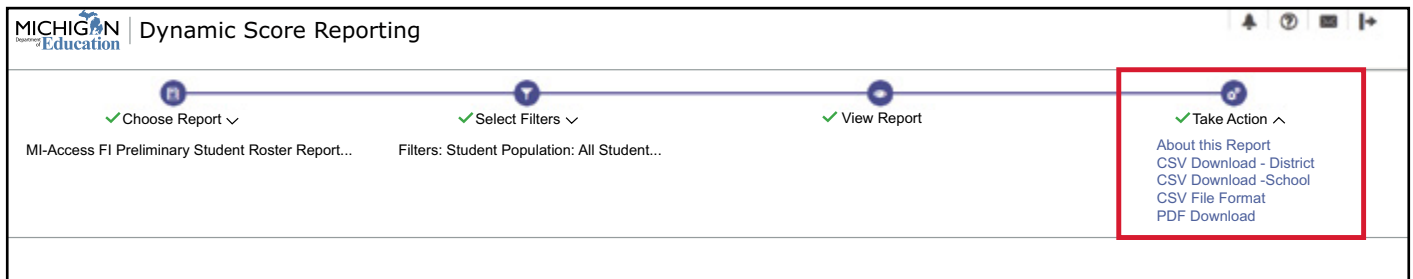 MICHIGAN
Department of Education
Dynamic Score Reporting
Choose Report
MI-Access FI Preliminary Student Roster Report...
Select Filters
Filters: Student Population: All Student...
View Report
Take Action
About this Report
CSV Download - District
CSV Download -School
CSV File Format
PDF Download